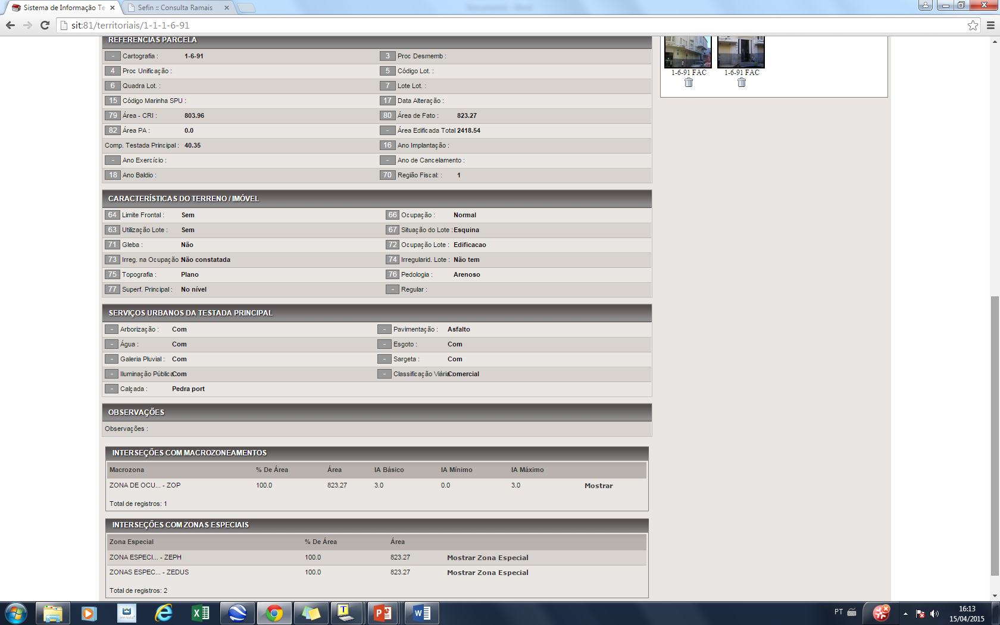 Sistema de Informação Te
Sefin :: Consulta Ramais
sit:81/territoriais/1-1-1-6-91
REFERÊNCIAS PARCELA
- Cartografia : 1-6-91 3 Proc Desmemb :
4 Proc Unificação : 5 Código Lot. :
6 Quadra Lot. : 7 Lote Lot. :
15 Código Marinha SPU : 17 Data Alteração :
79 Área - CRI : 803.96 80 Área de Fato : 823.27
82 Área PA : 0.0 - Área Edificada Total 2418.54
Comp. Testada Principal : 40.35 16 Ano Implantação :
- Ano Exercício : - Ano de Cancelamento :
18 Ano Baldio : 70 Região Fiscal: : 1
1-6-91 FAC 1-6-91 FAC
CARACTERÍSTICAS DO TERRENO / IMÓVEL
64 Limite Frontal : Sem 66 Ocupação : Normal
63 Utilização Lote : Sem 67 Situação do Lote : Esquina
71 Gleba : Não 72 Ocupação Lote : Edificacao
73 Irreg. na Ocupação : Não constatada 74 Irregularid. Lote : Não tem
75 Topografia : Plano 76 Pedologia : Arenoso
77 Superf. Principal : No nível - Regular :
SERVIÇOS URBANOS DA TESTADA PRINCIPAL
- Arborização : Com - Pavimentação : Asfalto
- Água : Com - Esgoto : Com
- Galeria Pluvial : Com - Sargeta : Com
- Iluminação Pública Com - Classificação Viária Comercial
- Calçada : Pedra port
OBSERVAÇÕES
Observações :
INTERSEÇÕES COM MACROZONEAMENTOS
Macrozona % De Área Área IA Básico IA Mínimo IA Máximo
ZONA DE OCU... - ZOP 100.0 823.27 3.0 0.0 3.0 Mostrar
Total de registros: 1
INTERSEÇÕES COM ZONAS ESPECIAIS
Zona Especial % De Área Área
ZONA ESPECI... - ZEPH 100.0 823.27 Mostrar Zona Especial
ZONAS ESPEC... - ZEDUS 100.0 823.27 Mostrar Zona Especial
Total de registros: 2
PT
16:13
15/04/2015